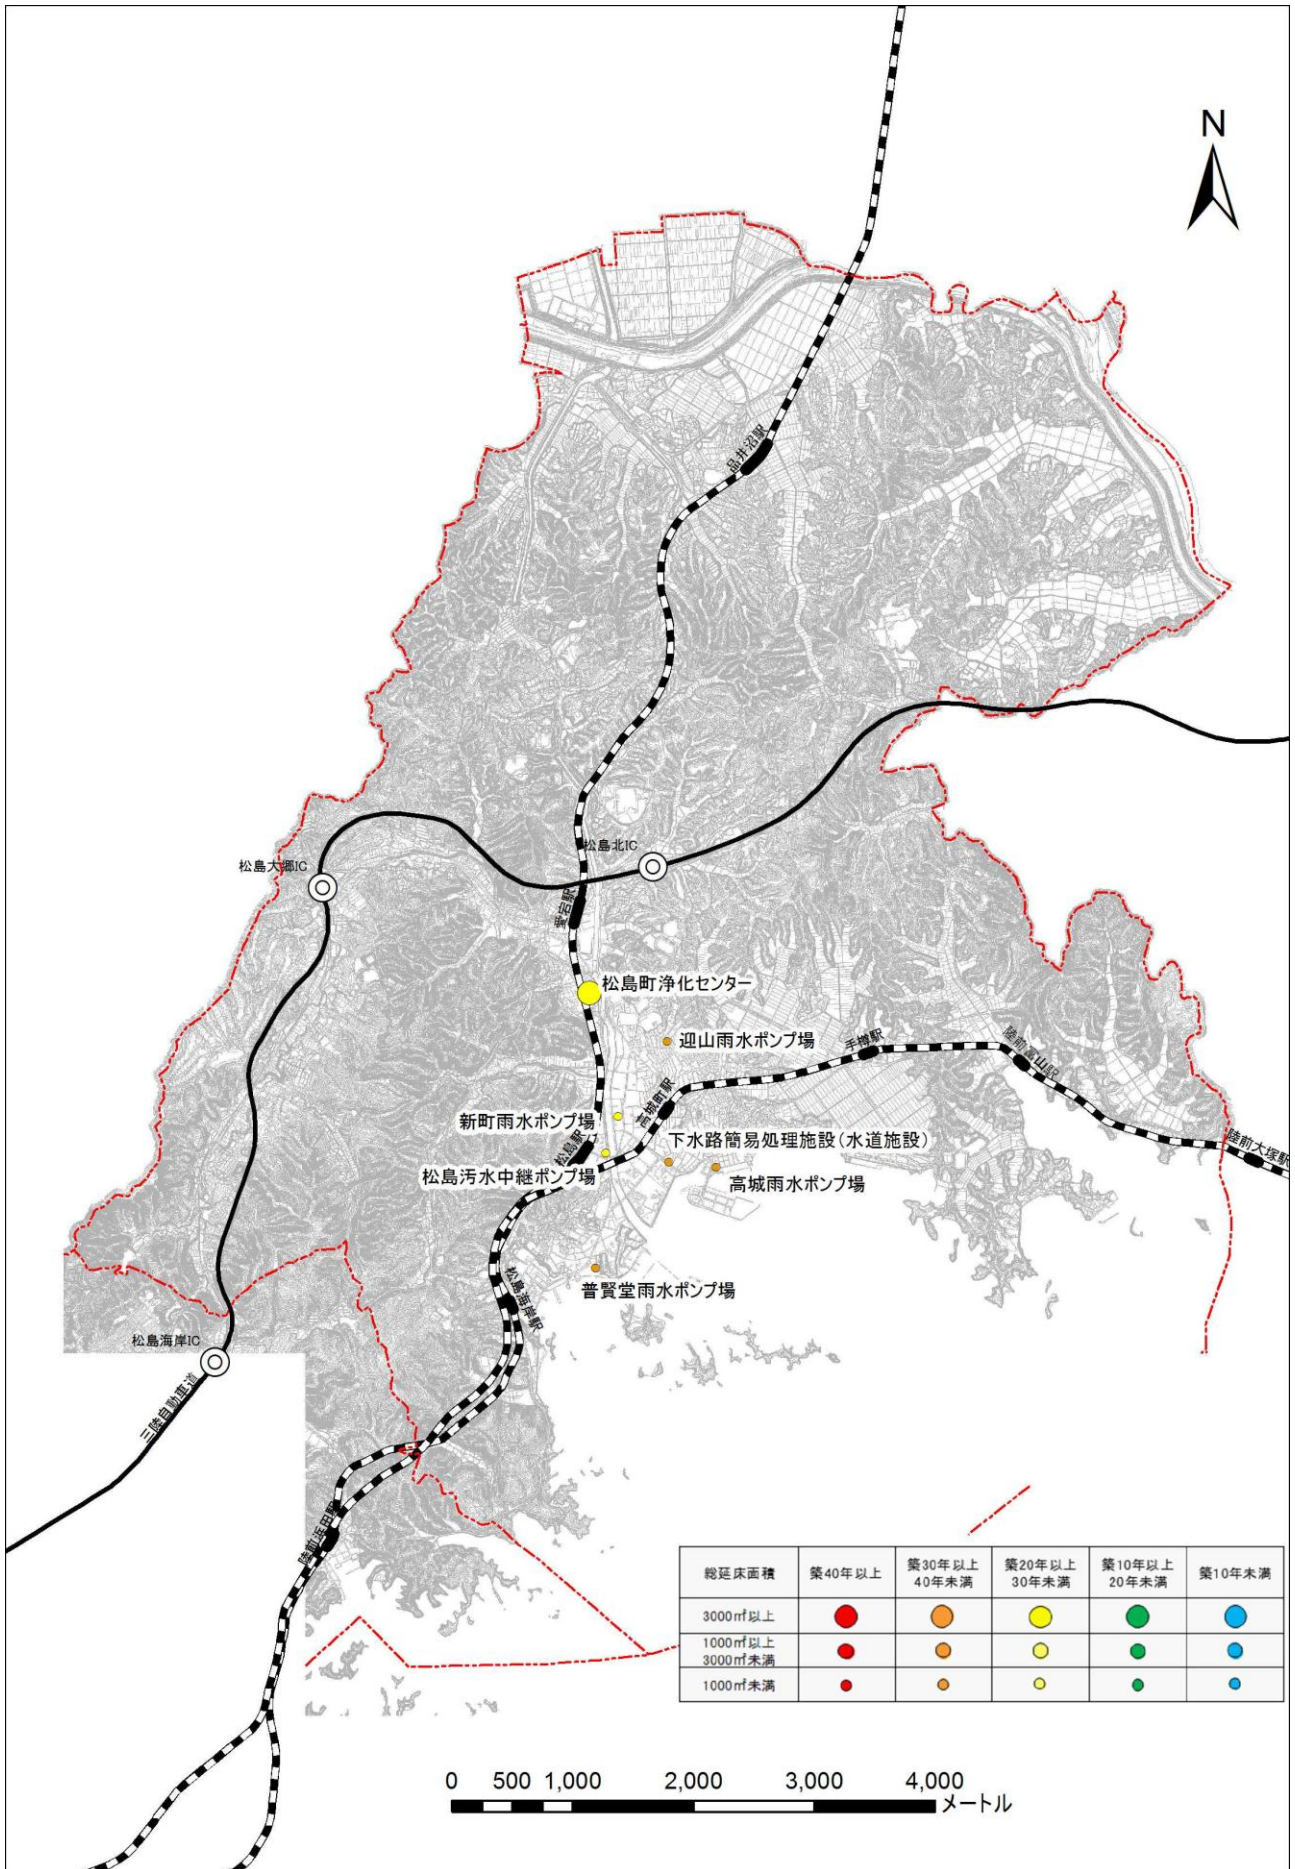 N
品井沼駅
松島北IC
松島大郷IC
愛宕駅
松島町浄化センター
迎山雨水ポンプ場
手樽駅
陸前富山駅
高城町駅
新町雨水ポンプ場
松島駅
下水路簡易処理施設（水道施設）
陸前大塚駅
松島汚水中継ポンプ場
高城雨水ポンプ場
普賢堂雨水ポンプ場
松島海岸駅
松島海岸IC
三陸自動車道
陸前浜田駅
総延床面積 築40年以上 築30年以上 40年未満 築20年以上 30年未満 築10年以上 20年未満 築10年未満
3000㎡以上
1000㎡以上
3000㎡未満
1000㎡未満
0 500 1,000 2,000 3,000 4,000
メートル